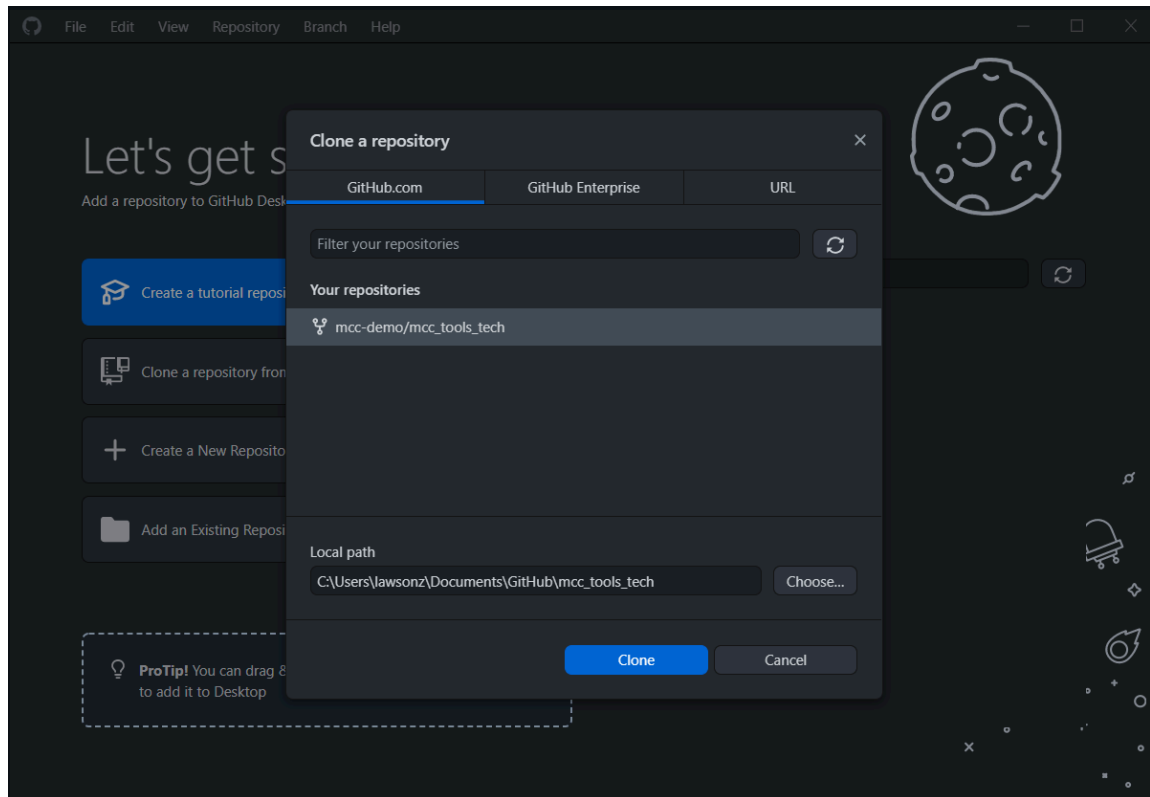 File Edit View Repository Branch Help
Let's get s
Add a repository to GitHub Desk
Create a tutorial reposi
Clone a repository from
Create a New Reposito
Add an Existing Reposi
ProTip! You can drag &
to add it to Desktop
Clone a repository
GitHub.com GitHub Enterprise URL
Filter your repositories
Your repositories
mcc-demo/mcc_tools_tech
Local path
C:\Users\lawsonz\Documents\GitHub\mcc_tools_tech Choose...
Clone Cancel